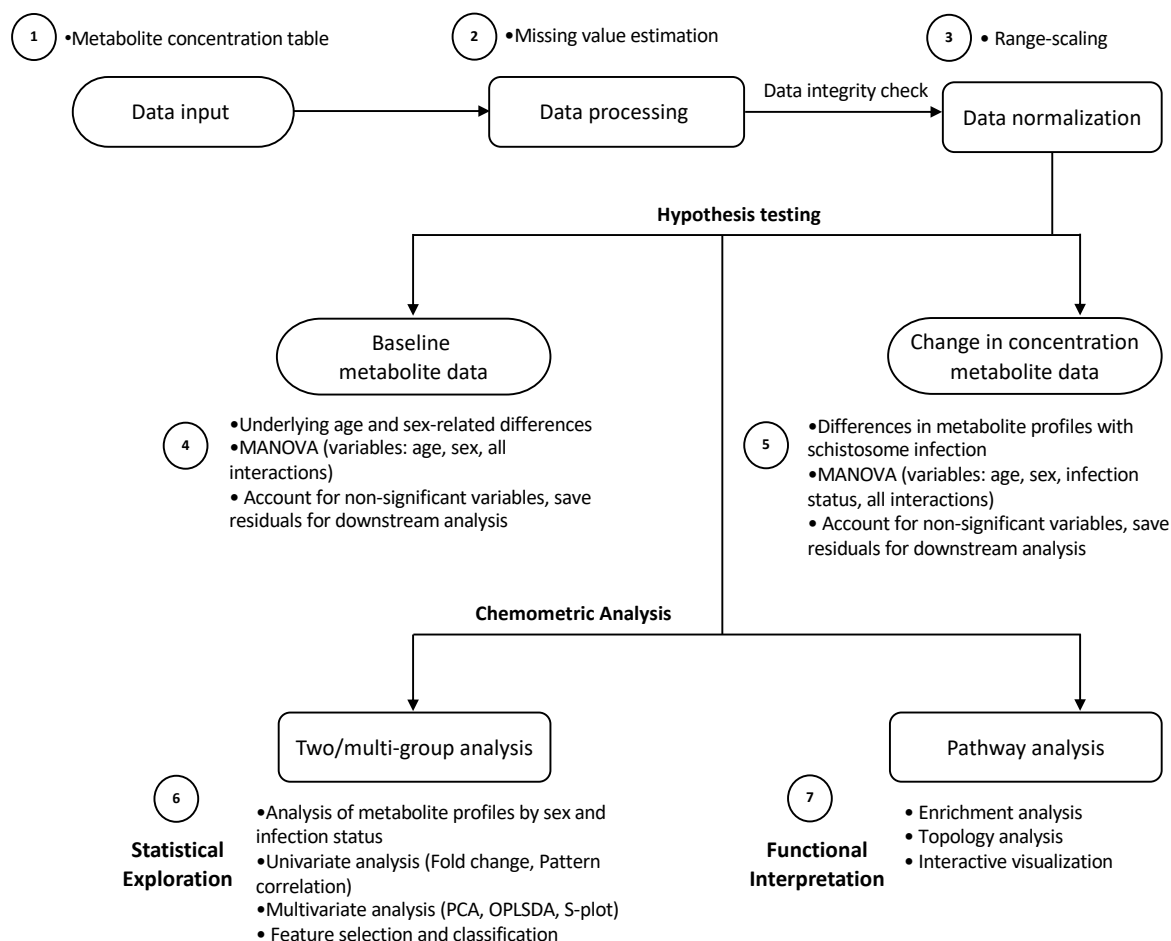 1 •Metabolite concentration table
2 •Missing value estimation
3 • Range-scaling
Data input
Data processing
Data integrity check
Data normalization
Hypothesis testing
Baseline
metabolite data
Change in concentration
metabolite data
4
•Underlying age and sex-related differences
•MANOVA (variables: age, sex, all
interactions)
• Account for non-significant variables, save
residuals for downstream analysis
5
•Differences in metabolite profiles with
schistosome infection
•MANOVA (variables: age, sex, infection
status, all interactions)
• Account for non-significant variables, save
residuals for downstream analysis
Chemometric Analysis
Two/multi-group analysis
Pathway analysis
6
Statistical
Exploration
•Analysis of metabolite profiles by sex and
infection status
•Univariate analysis (Fold change, Pattern
correlation)
•Multivariate analysis (PCA, OPLSDA, S-plot)
• Feature selection and classification
7
Functional
Interpretation
• Enrichment analysis
• Topology analysis
• Interactive visualization